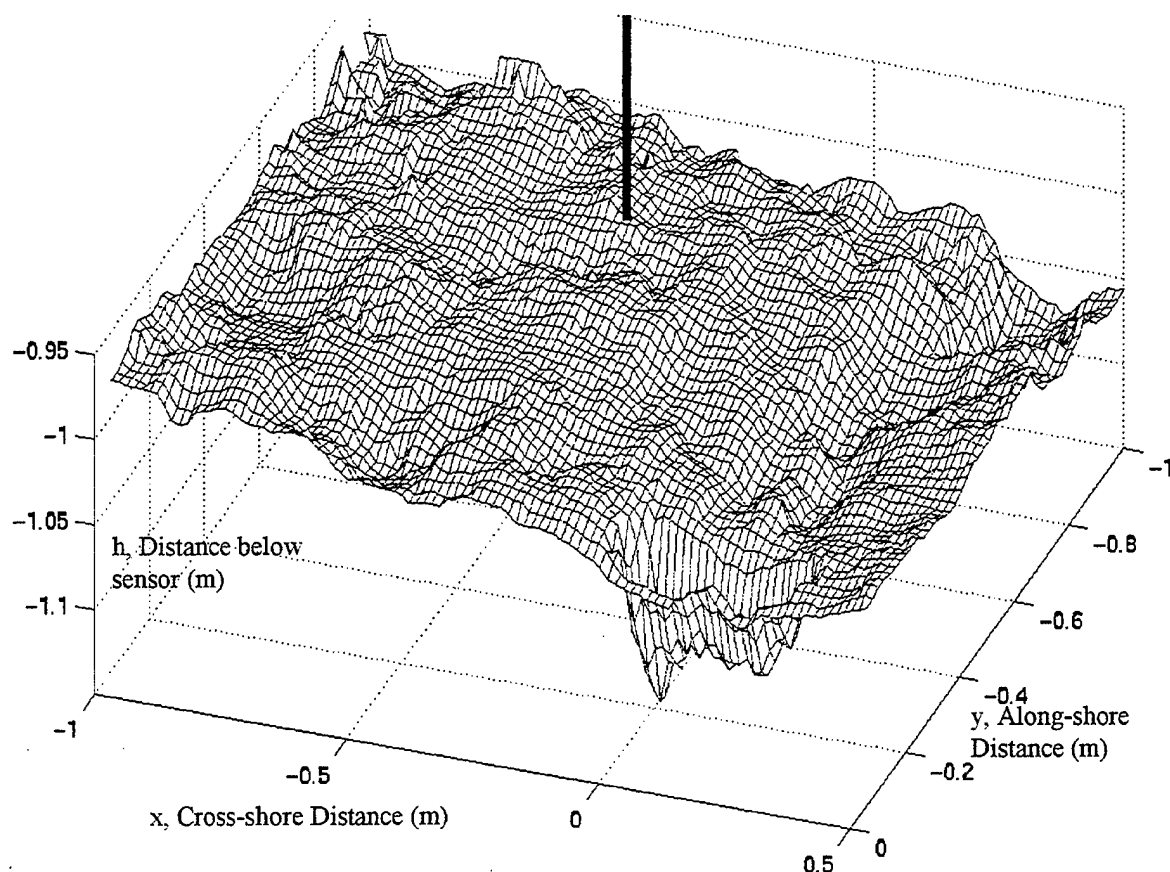 -0.95
-1
-1.05
-1.1
h, Distance below
sensor (m)
-1
-0.5
0
0.5
x, Cross-shore Distance (m)
0
-0.2
-0.4
-0.6
-0.8
-1
y, Along-shore
Distance (m)